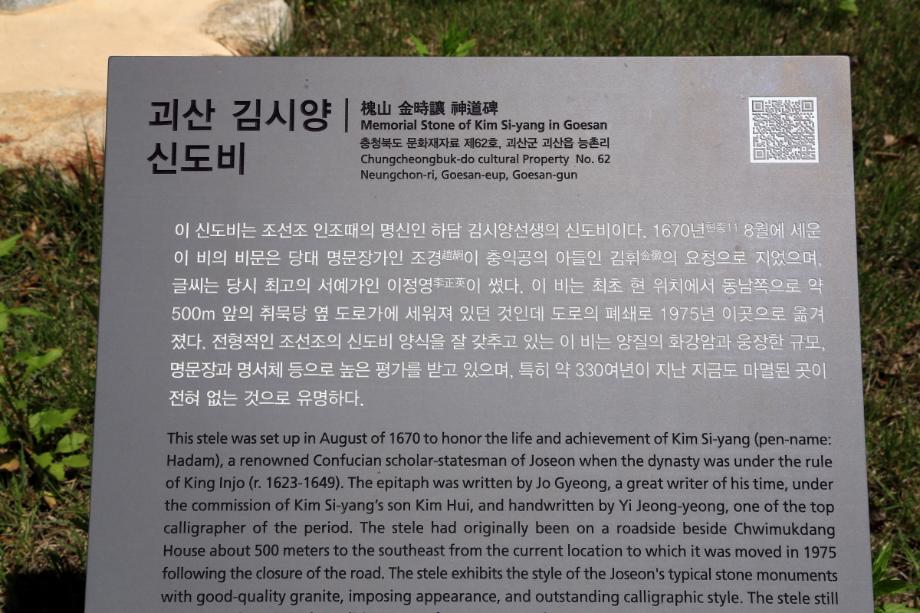 괴산 김시양
신도비
槐山 金時讓 神道碑
Memorial Stone of Kim Si-yang in Goesan
충청북도 문화재자료 제62호, 괴산군 괴산읍 능촌리
Chungcheongbuk-do cultural Property No. 62
Neungchon-ri, Goesan-eup, Goesan-gun
이 신도비는 조선조 인조때의 명신인 하담 김시양선생의 신도비이다. 1670년현종11 8월에 세운
이 비의 비문은 당대 명문장가인 조경趙絅이 충익공의 아들인 김휘金徽의 요청으로 지었으며,
글씨는 당시 최고의 서예가인 이정영李正英이 썼다. 이 비는 최초 현 위치에서 동남쪽으로 약
500m 앞의 취묵당 옆 도로가에 세워져 있던 것인데 도로의 폐쇄로 1975년 이곳으로 옮겨
졌다. 전형적인 조선조의 신도비 양식을 잘 갖추고 있는 이 비는 양질의 화강암과 웅장한 규모,
명문장과 명서체 등으로 높은 평가를 받고 있으며, 특히 약 330여년이 지난 지금도 마멸된 곳이
전혀 없는 것으로 유명하다.
This stele was set up in August of 1670 to honor the life and achievement of Kim Si-yang (pen-name:
Hadam), a renowned Confucian scholar-statesman of Joseon when the dynasty was under the rule
of King Injo (r. 1623-1649). The epitaph was written by Jo Gyeong, a great writer of his time, under
the commission of Kim Si-yang's son Kim Hui, and handwritten by Yi Jeong-yeong, one of the top
calligrapher of the period. The stele had originally been on a roadside beside Chwimukdang
House about 500 meters to the southeast from the current location to which it was moved in 1975
following the closure of the road. The stele exhibits the style of the Joseon's typical stone monuments
with good-quality granite, imposing appearance, and outstanding calligraphic style. The stele still